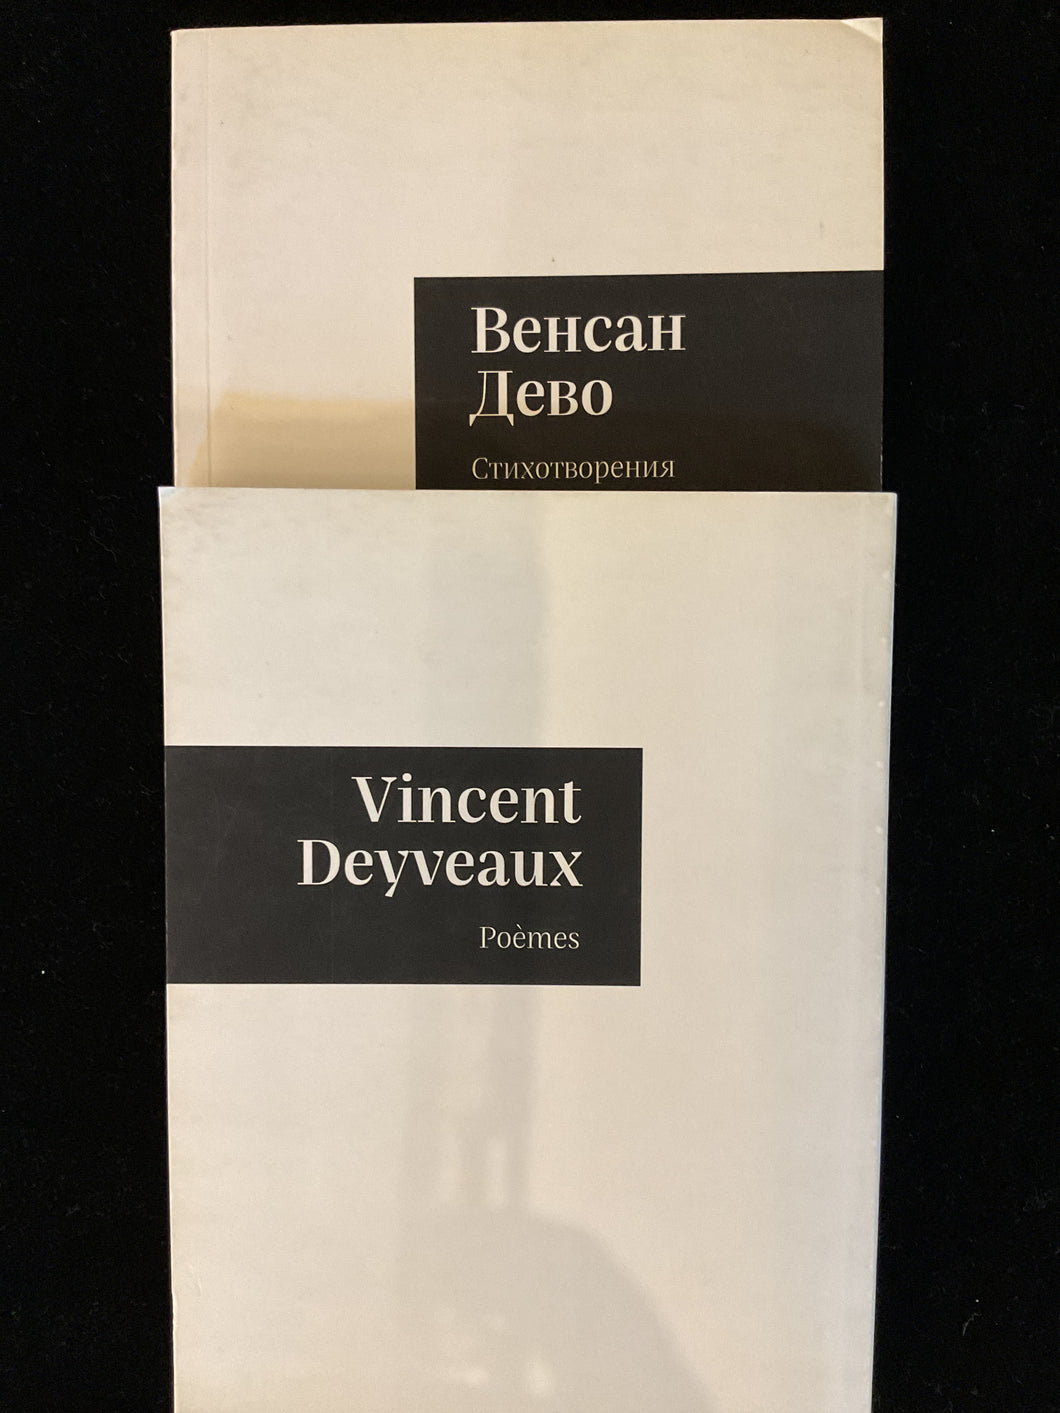 Венсан
Дево
Стихотворения
Vincent
Deyveaux
Poèmes